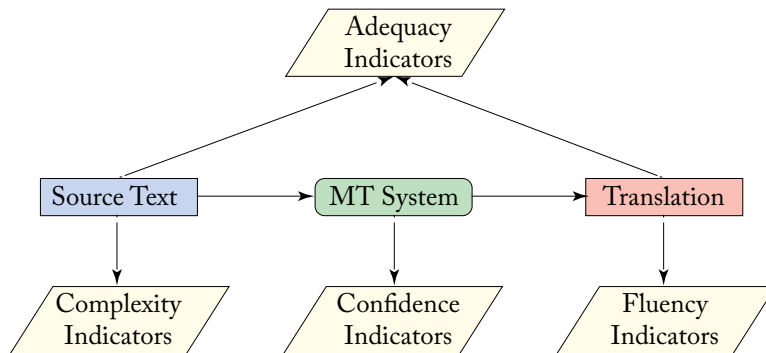 Adequacy
Indicators
Source Text
MT System
Translation
Complexity
Indicators
Confidence
Indicators
Fluency
Indicators